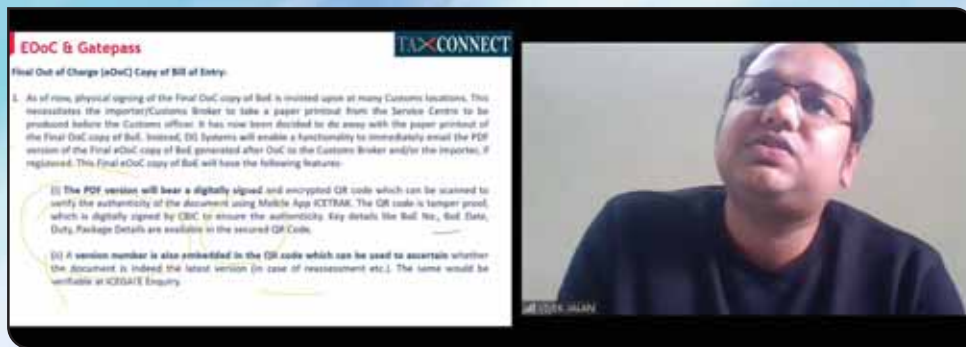 EDoC & Gatepass
TAXCONNECT
Final Out of Charge (eOoC) Copy of Bill of Entry:
1. As of now, physical signing of the Final OoC copy of BoE is insisted upon at many Customs locations. This
necessitates the importer/Customs Broker to take a paper printout from the Service Centre to be
produced before the Customs officer. It has now been decided to do away with the paper printout of
the Final OoC copy of BoE. Instead, DG Systems will enable a functionality to immediately email the PDF
version of the Final eOoC copy of BoE generated after OoC to the Customs Broker and/or the importer, if
registered. This Final eOoC copy of BoE will have the following features:
(i) The PDF version will bear a digitally signed and encrypted QR code which can be scanned to
verify the authenticity of the document using Mobile App ICETRAK. The QR code is tamper proof,
which is digitally signed by CBIC to ensure the authenticity. Key details like BoE No., BoE Date,
Duty, Package Details are available in the secured QR Code.
(ii) A version number is also embedded in the QR code which can be used to ascertain whether
the document is indeed the latest version (in case of reassessment etc.). The same would be
verifiable at ICEGATE Enquiry.
VIVEK JALAN